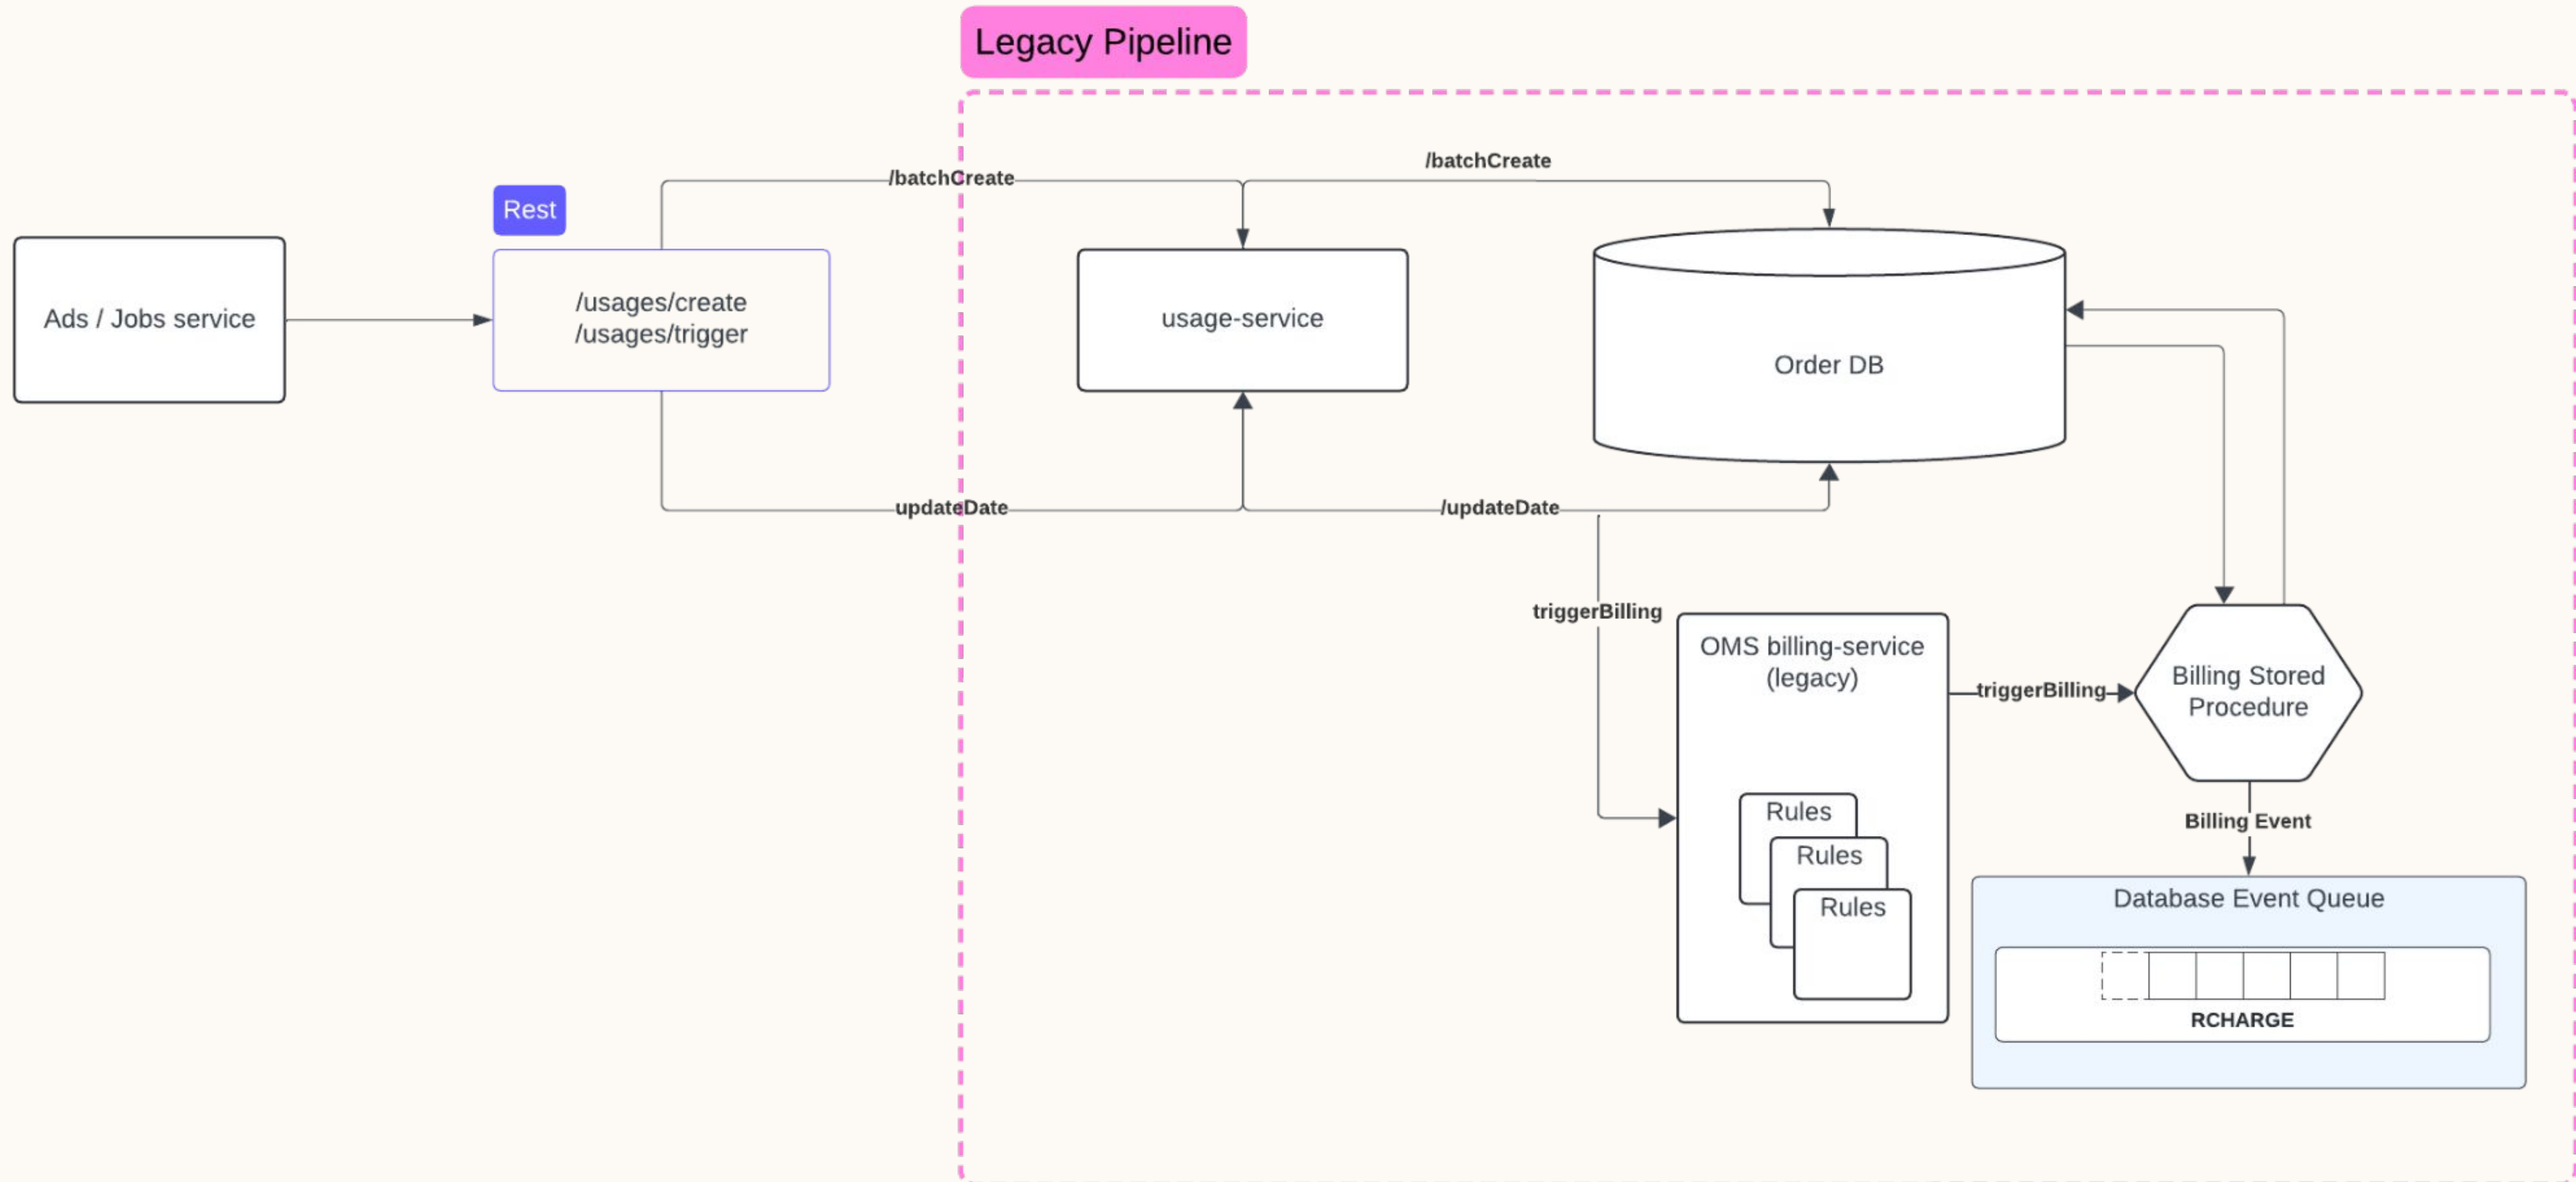 Legacy Pipeline
/batchCreate
/batchCreate
Rest
Ads / Jobs service
/usages/create
/usages/trigger
usage-service
Order DB
updateDate
/updateDate
triggerBilling
OMS billing-service
(legacy)
triggerBilling
Billing Stored
Procedure
Rules
Rules
Rules
Billing Event
Database Event Queue
RCHARGE